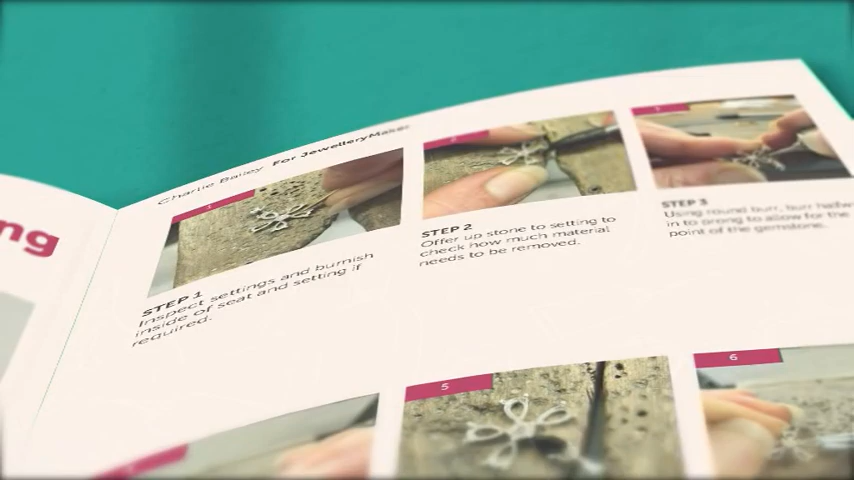 ng
Charlie Bailey For JewelleryMaker
1
2
STEP 1
Inspect settings and burnish
inside of seat and setting if
required.
STEP 2
Offer up stone to setting to
check how much material
needs to be removed.
STEP 3
Using round burr, burr halfw
in to prong to allow for the
point of the gemstone.
5
6